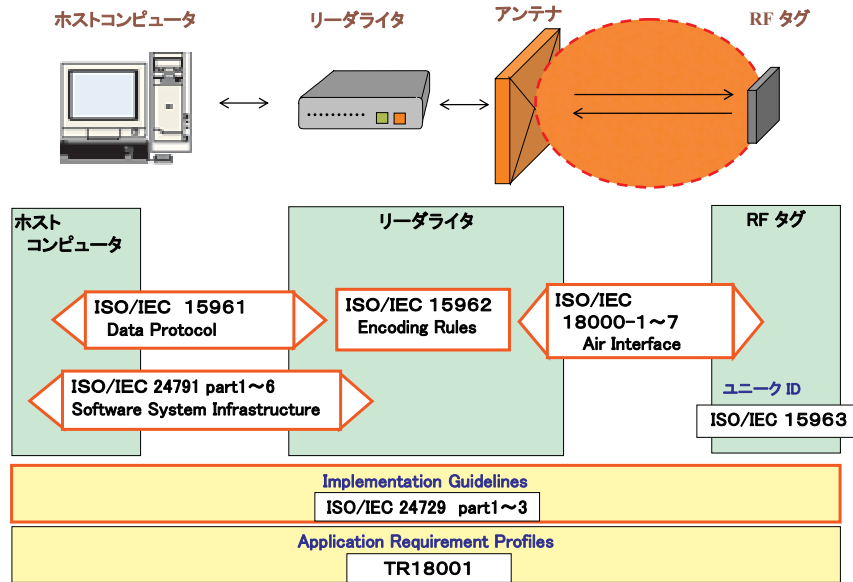 ホストコンピュータ
リーダライタ
アンテナ
RF タグ
ホスト
コンピュータ
リーダライタ
RF タグ
ISO/IEC 15961
Data Protocol
ISO/IEC 15962
Encoding Rules
ISO/IEC
18000-1～7
Air Interface
ISO/IEC 24791 part1～6
Software System Infrastructure
ユニーク ID
ISO/IEC 15963
Implementation Guidelines
ISO/IEC 24729 part1～3
Application Requirement Profiles
TR18001